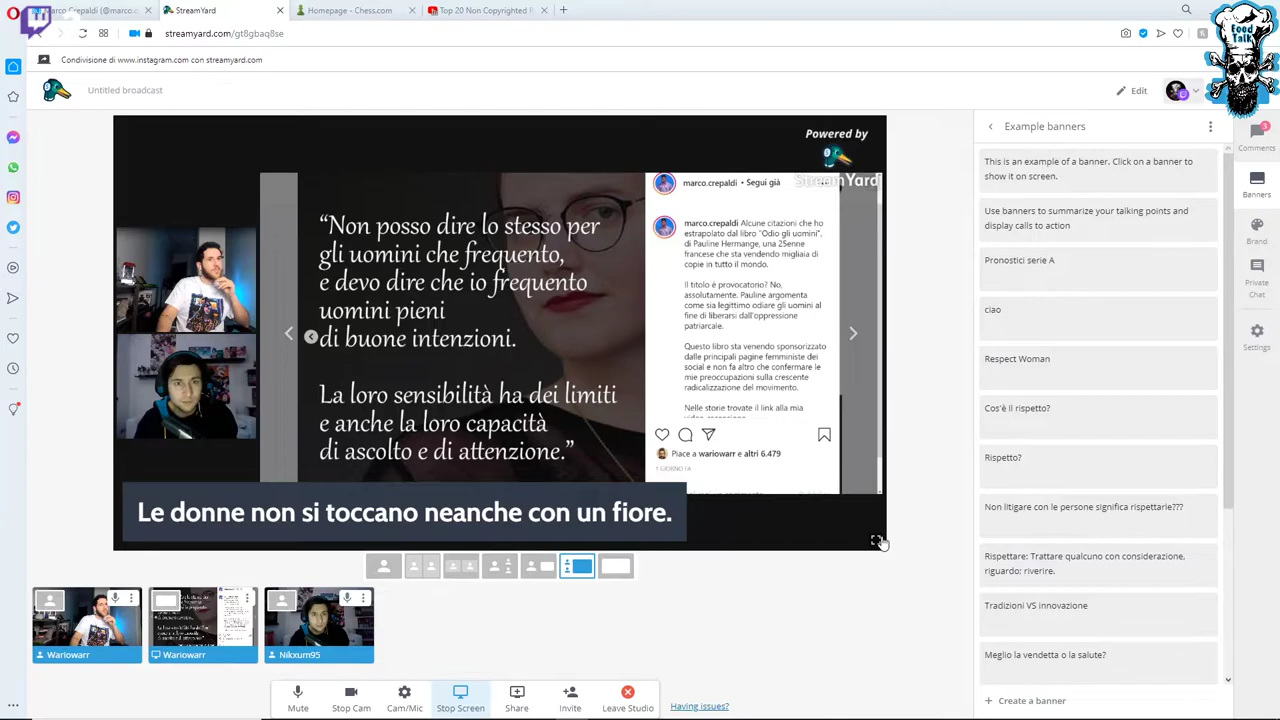 Marco Crepaldi (@marco.c
StreamYard
Homepage - Chess.com
Top 20 Non Copyrighted
streamyard.com/gt8gbaq8se
Food
Talk
Condivisione di www.instagram.com con streamyard.com
Untitled broadcast
Edit
Powered by
StreamYard
“Non posso dire lo stesso per
gli uomini che frequento,
e devo dire che io frequento
uomini pieni
di buone intenzioni.
La loro sensibilità ha dei limiti
e anche la loro capacità
di ascolto e di attenzione.”
marco.crepaldi • Segui già
marco.crepaldi Alcune citazioni che ho
estrapolato dal libro "Odio gli uomini",
di Pauline Hermange, una 25enne
francese che sta vendendo migliaia di
copie in tutto il mondo.
Il titolo è provocatorio? No,
assolutamente. Pauline argomenta
come sia legittimo odiare gli uomini al
fine di liberarsi dall'oppressione
patriarcale.
Questo libro sta venendo sponsorizzato
dalle principali pagine femministe dei
social e non fa altro che confermare le
mie preoccupazioni sulla crescente
radicalizzazione del movimento.
Nelle storie trovate il link alla mia
Piace a wariowarr e altri 6.479
1 GIORNO FA
Le donne non si toccano neanche con un fiore.
Wariowarr
Wariowarr
Nikxum95
Mute
Stop Cam
Cam/Mic
Stop Screen
Share
Invite
Leave Studio
Having issues?
Example banners
This is an example of a banner. Click on a banner to
show it on screen.
Use banners to summarize your talking points and
display calls to action
Pronostici serie A
ciao
Respect Woman
Cos'è il rispetto?
Rispetto?
Non litigare con le persone significa rispettarle???
Rispettare: Trattare qualcuno con considerazione,
riguardo; riverire.
Tradizioni VS innovazione
Meglio la vendetta o la salute?
Create a banner
3
Comments
Banners
Brand
Private
Chat
Settings